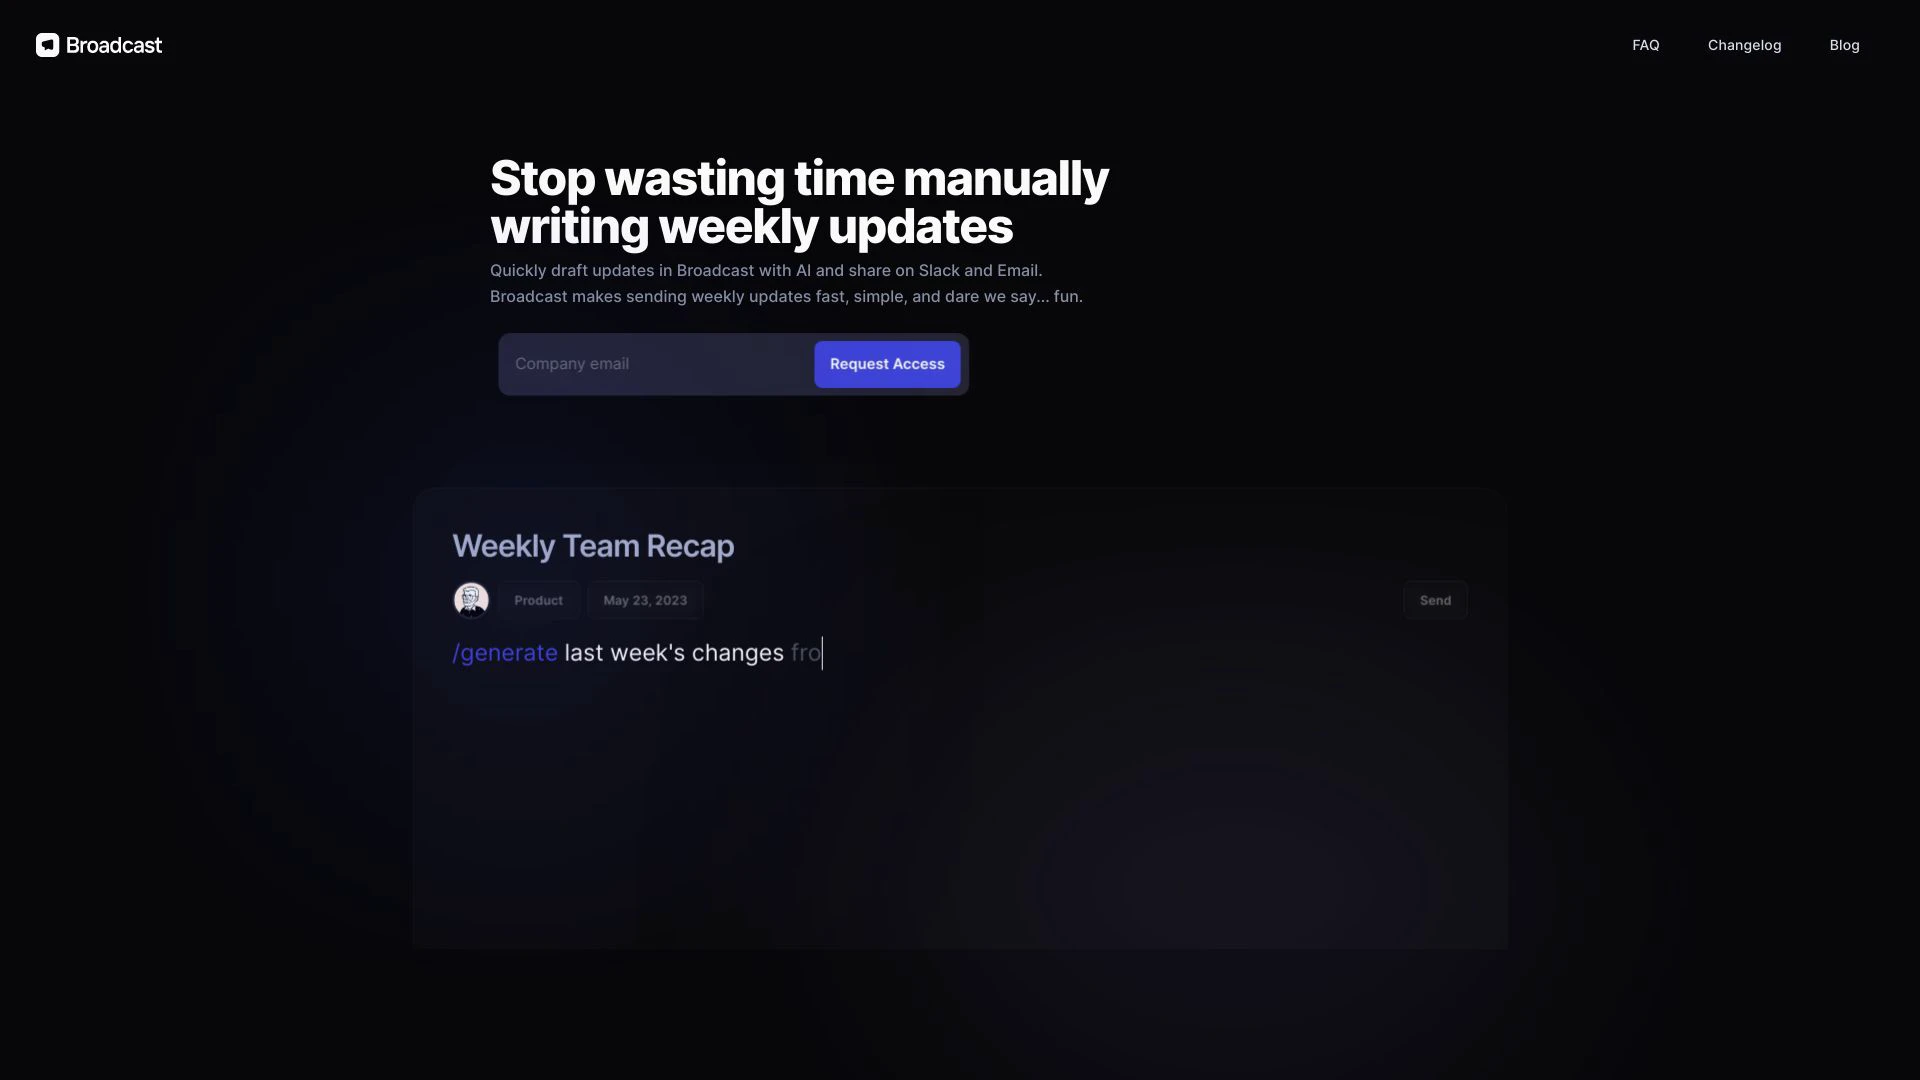 Broadcast
FAQ
Changelog
Blog
Stop wasting time manually
writing weekly updates
Quickly draft updates in Broadcast with AI and share on Slack and Email.
Broadcast makes sending weekly updates fast, simple, and dare we say... fun.
Company email
Request Access
Weekly Team Recap
Product
May 23, 2023
Send
/generate last week's changes fro